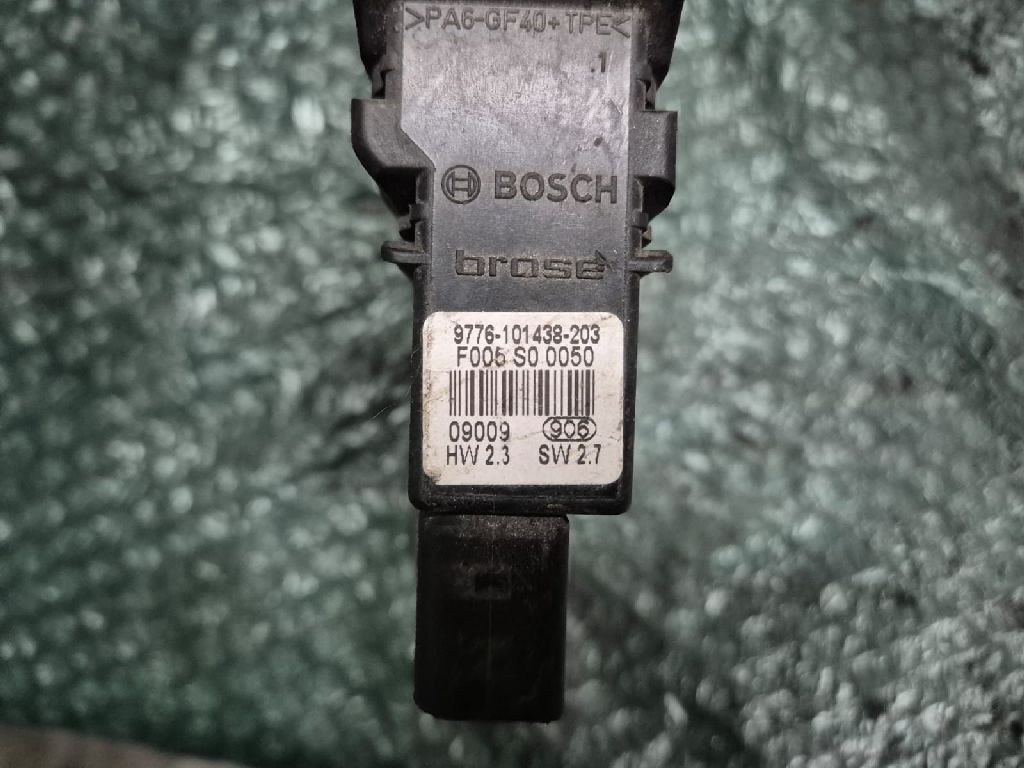 >PA6-GF40+TPE<
.1
BOSCH
brose
9776-101438-203
F005 S0 0050
09009 906
HW 2.3 SW 2.7